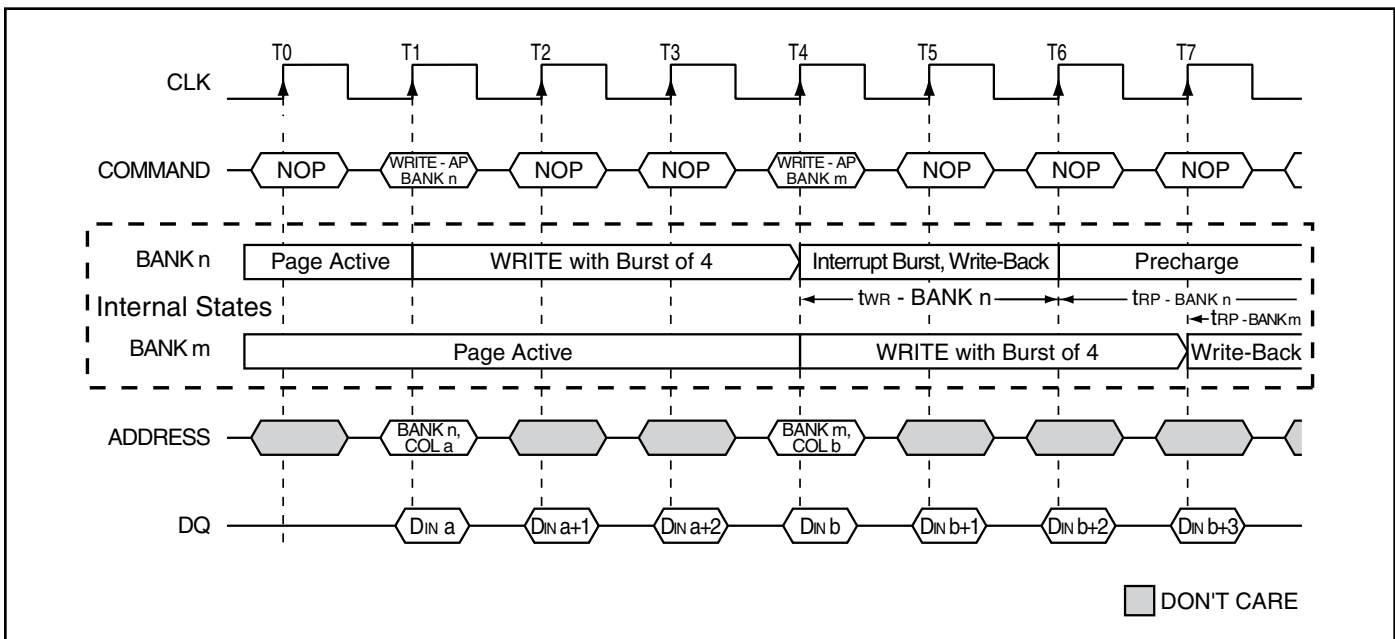 T0 T1 T2 T3 T4 T5 T6 T7
CLK
COMMAND NOP WRITE - AP BANK n NOP NOP WRITE - AP BANK m NOP NOP NOP
BANK n Page Active WRITE with Burst of 4 Interrupt Burst, Write-Back Precharge
tWR - BANK n tRP - BANK n
Internal States
tRP - BANK m
BANK m Page Active WRITE with Burst of 4 Write-Back
ADDRESS BANK n, COL a BANK m, COL b
DQ DIN a DIN a+1 DIN a+2 DIN b DIN b+1 DIN b+2 DIN b+3
DON'T CARE